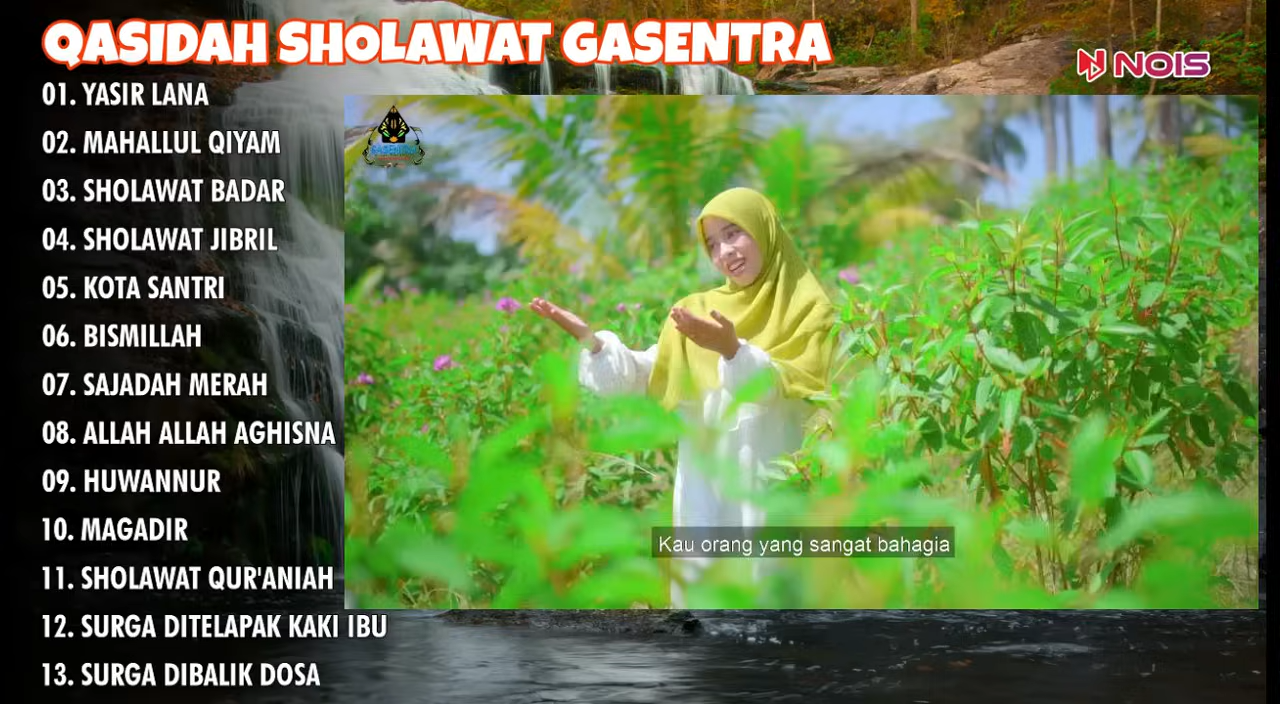 QASIDAH SHOLAWAT GASENTRA
NOIS
01. YASIR LANA
02. MAHALLUL QIYAM
03. SHOLAWAT BADAR
04. SHOLAWAT JIBRIL
05. KOTA SANTRI
06. BISMILLAH
07. SAJADAH MERAH
08. ALLAH ALLAH AGHISNA
09. HUWANNUR
10. MAGADIR
11. SHOLAWAT QUR'ANIAH
12. SURGA DITELAPAK KAKI IBU
13. SURGA DIBALIK DOSA
GASENTRA
Kau orang yang sangat bahagia